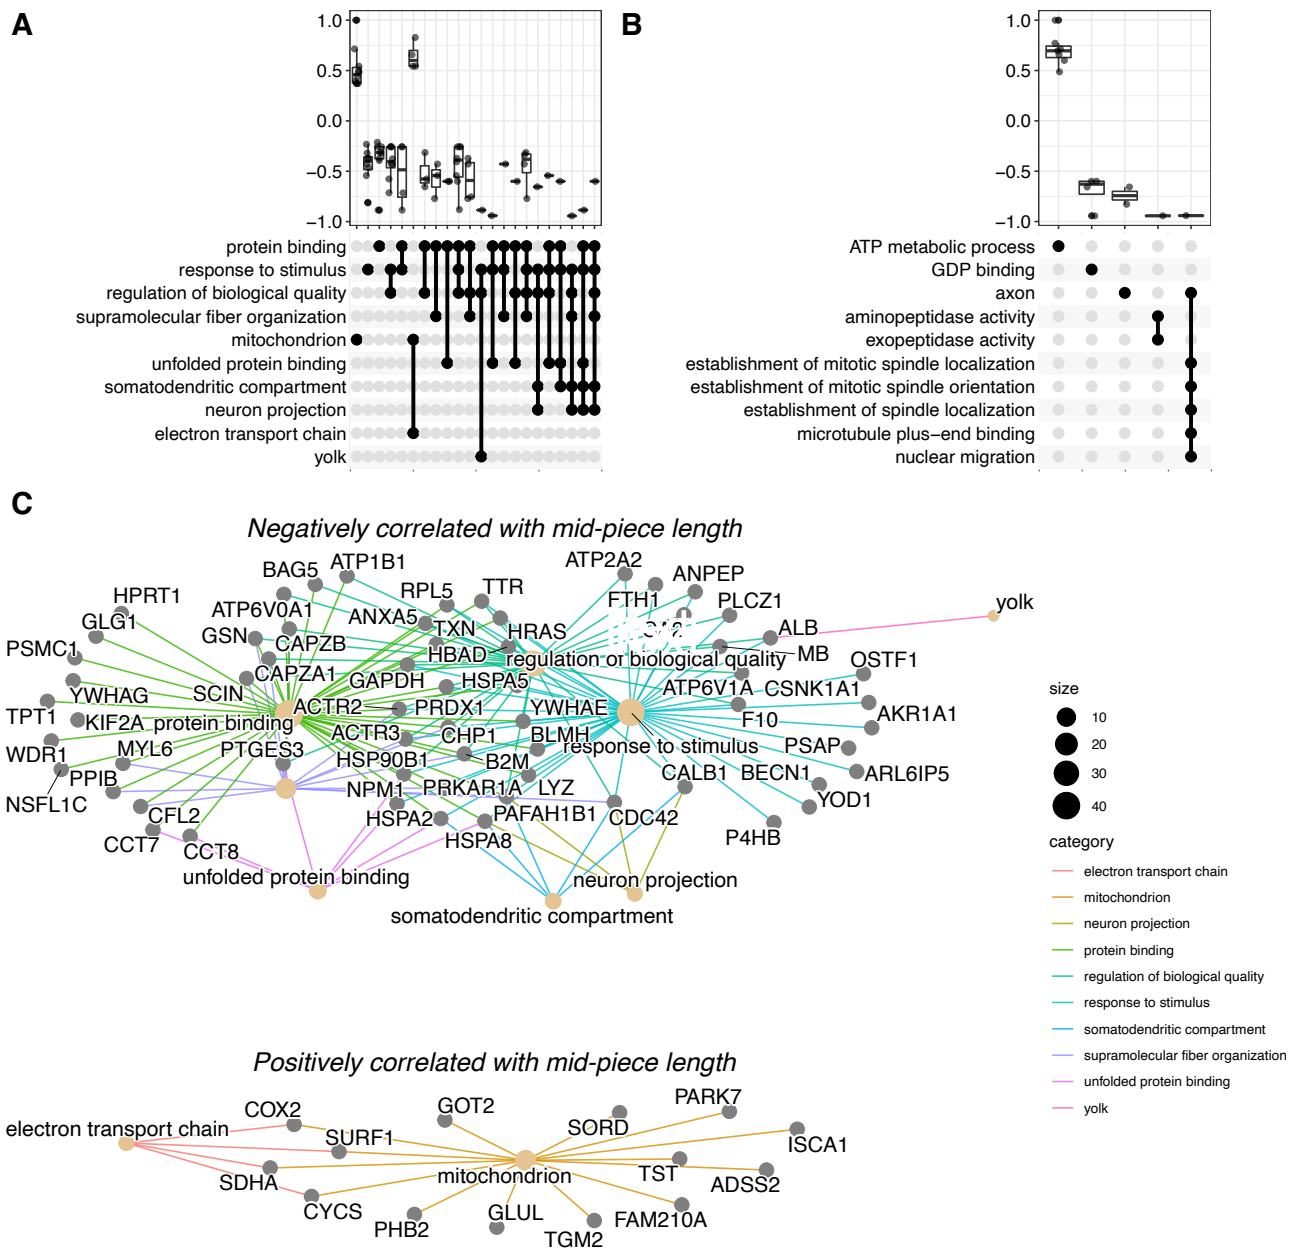 A
1.0
0.5
0.0
−0.5
−1.0
protein binding
response to stimulus
regulation of biological quality
supramolecular fiber organization
mitochondrion
unfolded protein binding
somatodendritic compartment
neuron projection
electron transport chain
yolk
B
1.0
0.5
0.0
−0.5
−1.0
ATP metabolic process
GDP binding
axon
aminopeptidase activity
exopeptidase activity
establishment of mitotic spindle localization
establishment of mitotic spindle orientation
establishment of spindle localization
microtubule plus−end binding
nuclear migration
C
Negatively correlated with mid-piece length
ATP1B1
BAG5
ATP2A2
ANPEP
HPRT1
RPL5
TTR
FTH1
PLCZ1
yolk
GLG1
ATP6V0A1
ANXA5
TXN
HRAS
ALB
PSMC1
GSN
CAPZB
HBAD
regulation of biological quality
MB
OSTF1
CAPZA1
GAPDH
HSPA5
ATP6V1A
CSNK1A1
YWHAG
SCIN
ACTR2
PRDX1
YWHAE
TPT1
KIF2A
protein binding
ACTR3
CHP1
BLMH
F10
AKR1A1
WDR1
MYL6
PTGES3
HSP90B1
B2M
response to stimulus
PSAP
PPIB
NPM1
PRKAR1A
LYZ
CALB1
BECN1
ARL6IP5
NSFL1C
CFL2
HSPA2
PAFAH1B1
CDC42
YOD1
CCT7
CCT8
HSPA8
P4HB
unfolded protein binding
neuron projection
somatodendritic compartment
Positively correlated with mid-piece length
COX2
GOT2
SORD
PARK7
electron transport chain
SURF1
ISCA1
SDHA
mitochondrion
TST
ADSS2
CYCS
PHB2
GLUL
TGM2
FAM210A
size
10
20
30
40
category
electron transport chain
mitochondrion
neuron projection
protein binding
regulation of biological quality
response to stimulus
somatodendritic compartment
supramolecular fiber organization
unfolded protein binding
yolk